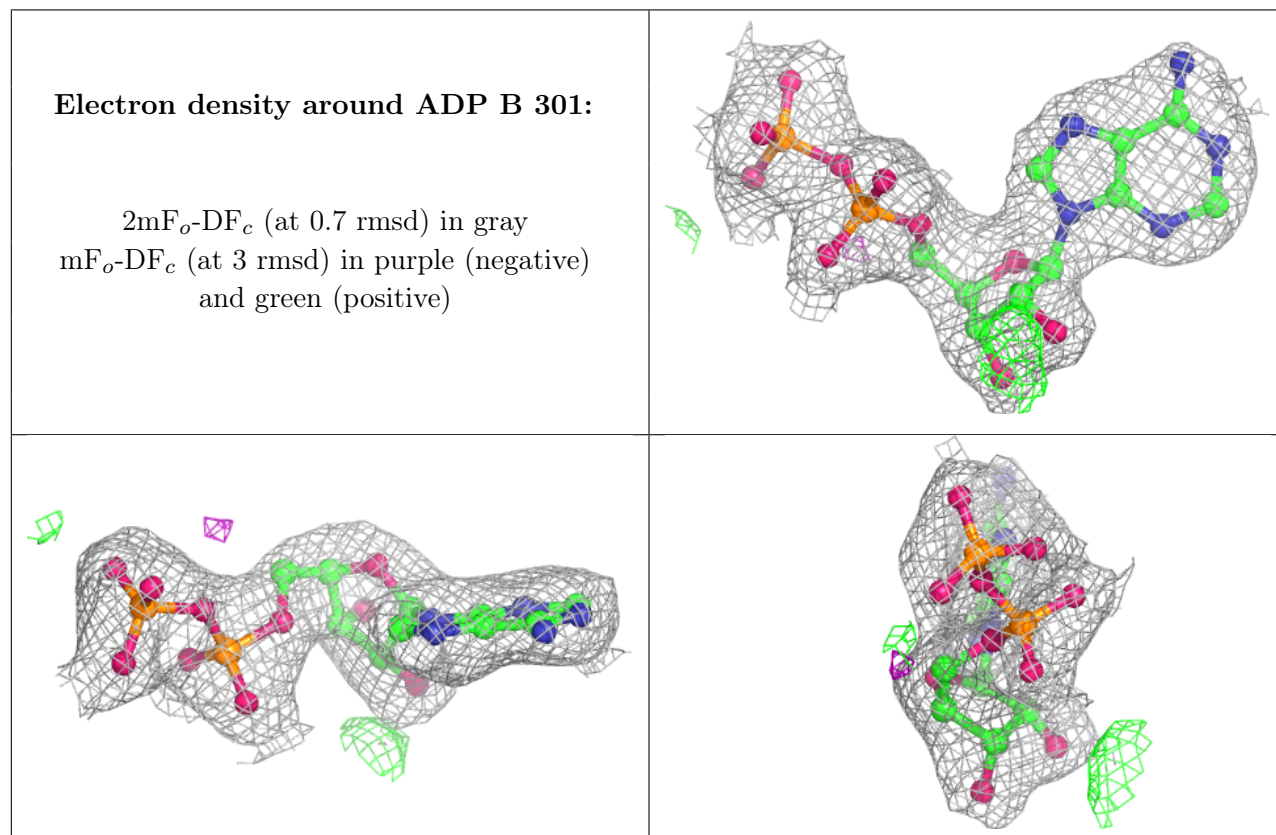 Electron density around ADP B 301:
2mFₒ-DF𝒸 (at 0.7 rmsd) in gray
mFₒ-DF𝒸 (at 3 rmsd) in purple (negative)
and green (positive)